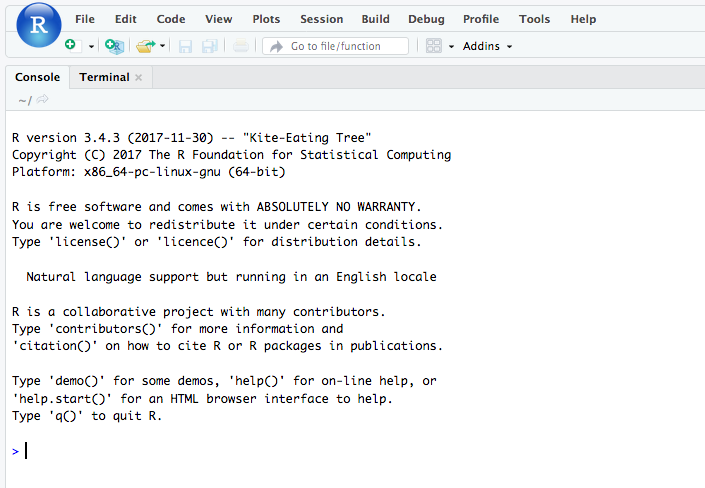 R File Edit Code View Plots Session Build Debug Profile Tools Help
R Go to file/function Addins
Console Terminal
~/
R version 3.4.3 (2017-11-30) -- "Kite-Eating Tree"
Copyright (C) 2017 The R Foundation for Statistical Computing
Platform: x86_64-pc-linux-gnu (64-bit)
R is free software and comes with ABSOLUTELY NO WARRANTY.
You are welcome to redistribute it under certain conditions.
Type 'license()' or 'licence()' for distribution details.
Natural language support but running in an English locale
R is a collaborative project with many contributors.
Type 'contributors()' for more information and
'citation()' on how to cite R or R packages in publications.
Type 'demo()' for some demos, 'help()' for on-line help, or
'help.start()' for an HTML browser interface to help.
Type 'q()' to quit R.
>